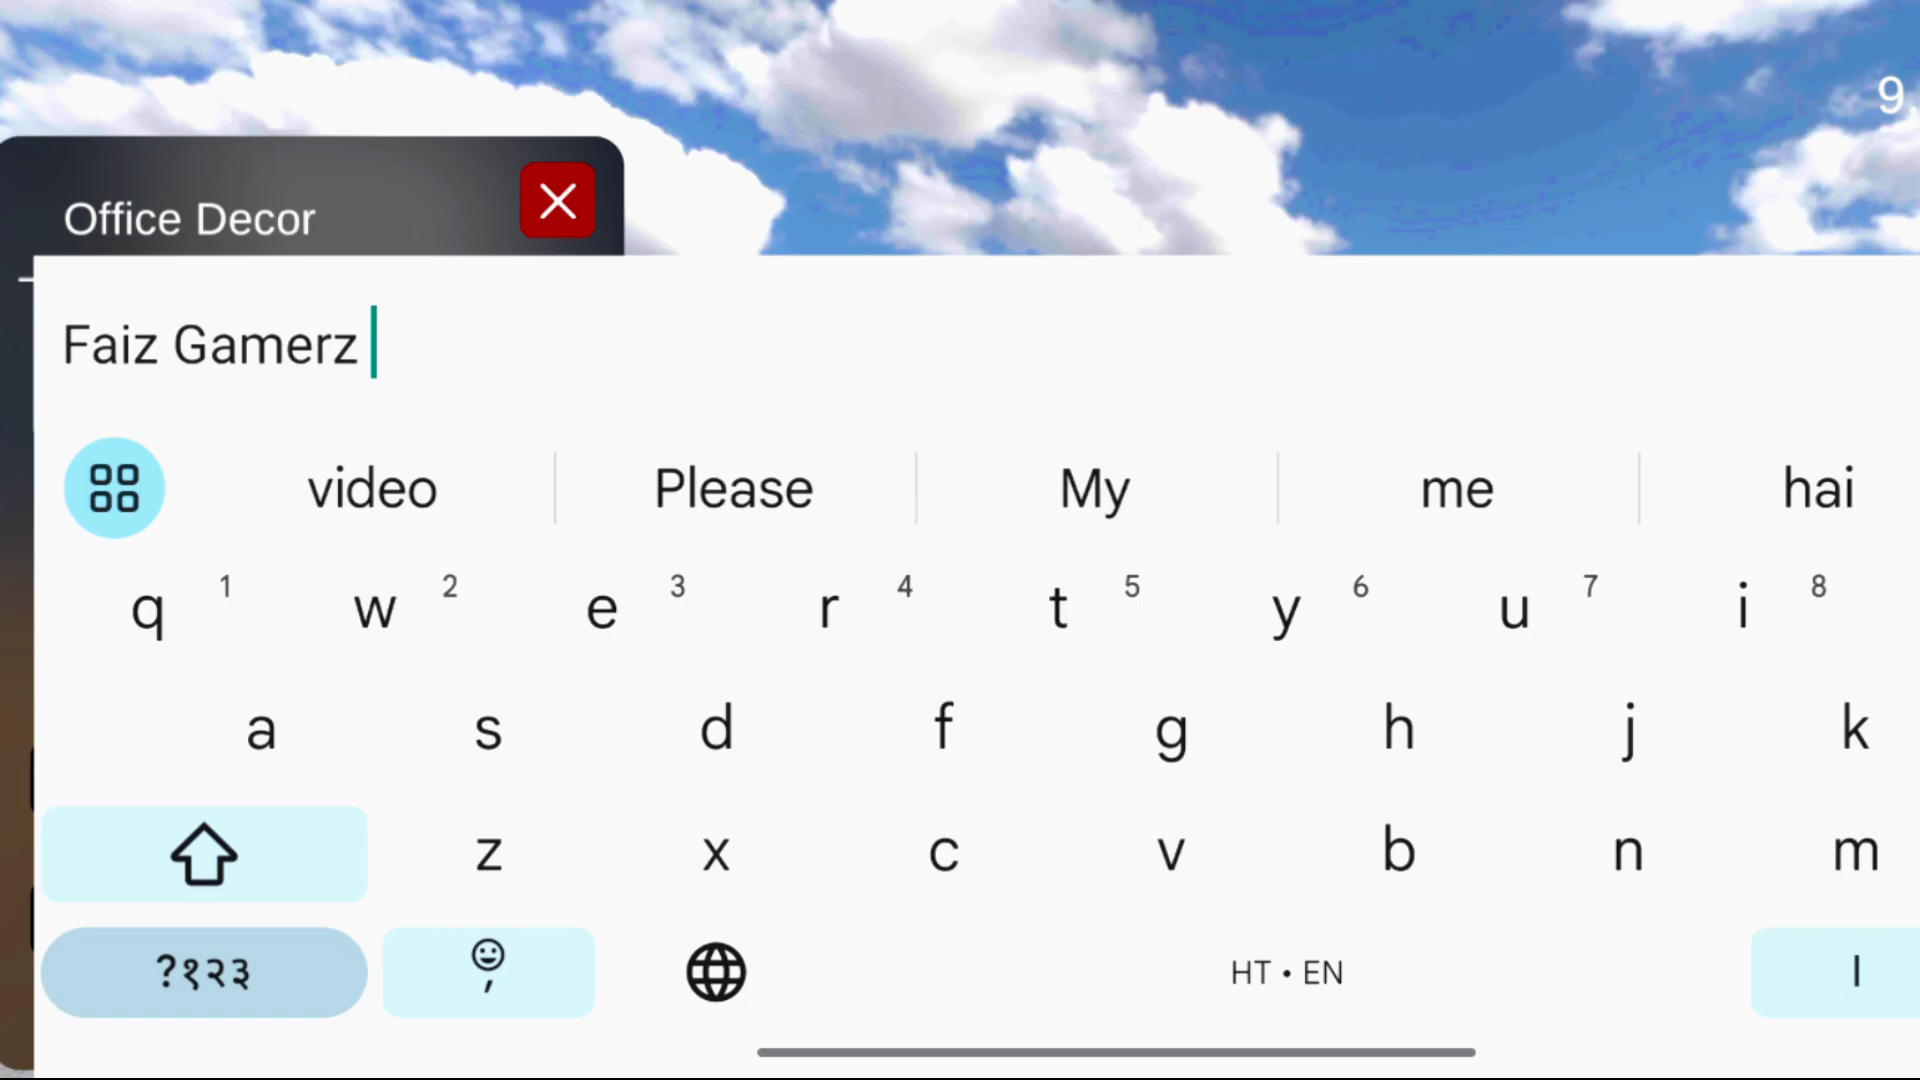 9.
Office Decor
Faiz Gamerz
video Please My me hai
q 1 w 2 e 3 r 4 t 5 y 6 u 7 i 8
a s d f g h j k
z x c v b n m
?१२३ , HT • EN ।